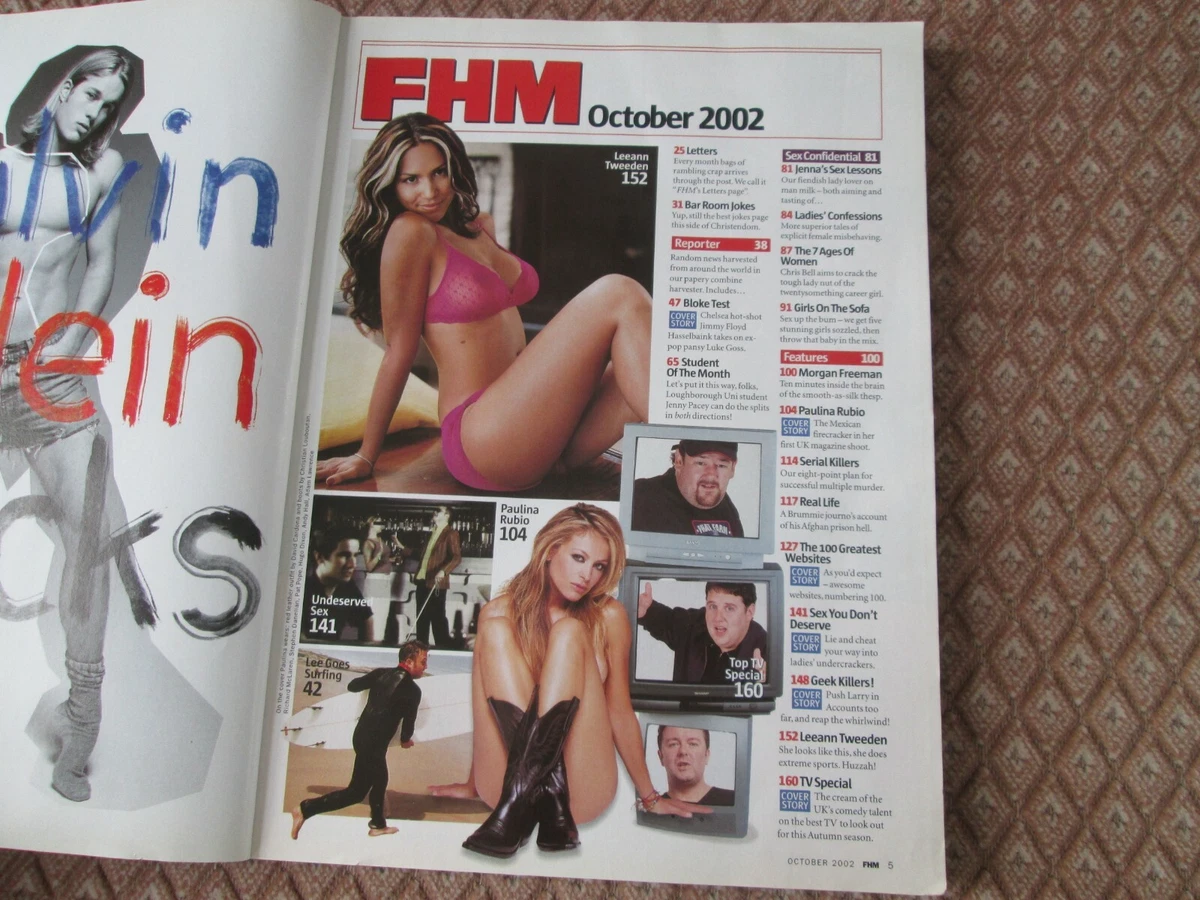 alvin
lein
cks
FHM October 2002
Leeann
Tweeden
152
25 Letters
Every month bags of
rambling crap arrives
through the post. We call it
"FHM's Letters page".
31 Bar Room Jokes
Yup, still the best jokes page
this side of Christendom.
Reporter 38
Random news harvested
from around the world in
our papery combine
harvester. Includes...
47 Bloke Test
COVER STORY Chelsea hot-shot
Jimmy Floyd
Hasselbaink takes on ex-
pop pansy Luke Goss.
65 Student
Of The Month
Let's put it this way, folks,
Loughborough Uni student
Jenny Pacey can do the splits
in both directions!
Sex Confidential 81
81 Jenna's Sex Lessons
Our fiendish lady lover on
man milk – both aiming and
tasting of...
84 Ladies' Confessions
More superior tales of
explicit female misbehaving.
87 The 7 Ages Of
Women
Chris Bell aims to crack the
tough lady nut of the
twentysomething career girl.
91 Girls On The Sofa
Sex up the bum – we get five
stunning girls sozzled, then
throw that baby in the mix.
Features 100
100 Morgan Freeman
Ten minutes inside the brain
of the smooth-as-silk thesp.
104 Paulina Rubio
COVER STORY The Mexican
firecracker in her
first UK magazine shoot.
114 Serial Killers
Our eight-point plan for
successful multiple murder.
117 Real Life
A Brummie journo's account
of his Afghan prison hell.
127 The 100 Greatest
Websites
COVER STORY As you'd expect
– awesome
websites, numbering 100.
141 Sex You Don't
Deserve
COVER STORY Lie and cheat
your way into
ladies' undercrackers.
148 Geek Killers!
COVER STORY Push Larry in
Accounts too
far, and reap the whirlwind!
152 Leeann Tweeden
She looks like this, she does
extreme sports. Huzzah!
160 TV Special
COVER STORY The cream of the
UK's comedy talent
on the best TV to look out
for this Autumn season.
Paulina
Rubio
104
Undeserved
Sex
141
Lee Goes
Surfing
42
Top TV
Special
160
OCTOBER 2002 FHM 5